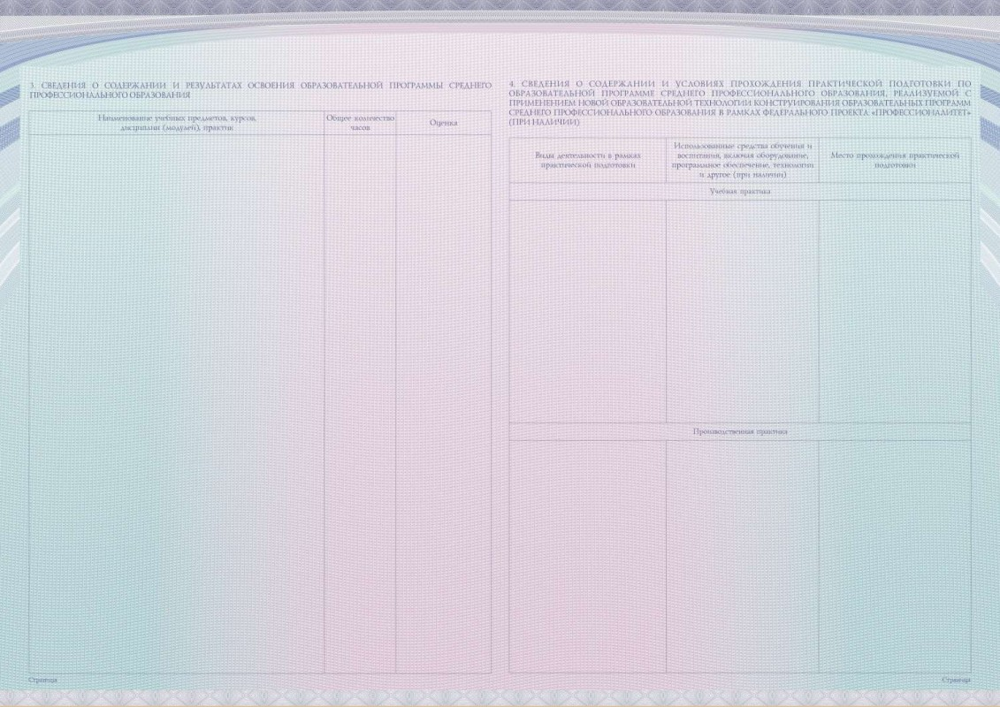 3. СВЕДЕНИЯ О СОДЕРЖАНИИ И РЕЗУЛЬТАТАХ ОСВОЕНИЯ ОБРАЗОВАТЕЛЬНОЙ ПРОГРАММЫ СРЕДНЕГО
ПРОФЕССИОНАЛЬНОГО ОБРАЗОВАНИЯ
Наименование учебных предметов, курсов,
дисциплин (модулей), практик
Общее количество
часов
Оценка
Страница
4. СВЕДЕНИЯ О СОДЕРЖАНИИ И УСЛОВИЯХ ПРОХОЖДЕНИЯ ПРАКТИЧЕСКОЙ ПОДГОТОВКИ ПО
ОБРАЗОВАТЕЛЬНОЙ ПРОГРАММЕ СРЕДНЕГО ПРОФЕССИОНАЛЬНОГО ОБРАЗОВАНИЯ, РЕАЛИЗУЕМОЙ С
ПРИМЕНЕНИЕМ НОВОЙ ОБРАЗОВАТЕЛЬНОЙ ТЕХНОЛОГИИ КОНСТРУИРОВАНИЯ ОБРАЗОВАТЕЛЬНЫХ ПРОГРАММ
СРЕДНЕГО ПРОФЕССИОНАЛЬНОГО ОБРАЗОВАНИЯ В РАМКАХ ФЕДЕРАЛЬНОГО ПРОЕКТА «ПРОФЕССИОНАЛИТЕТ»
(ПРИ НАЛИЧИИ)
Виды деятельности в рамках
практической подготовки
Использованные средства обучения и
воспитания, включая оборудование,
программное обеспечение, технологии
и другое (при наличии)
Место прохождения практической
подготовки
Учебная практика
Производственная практика
Страница